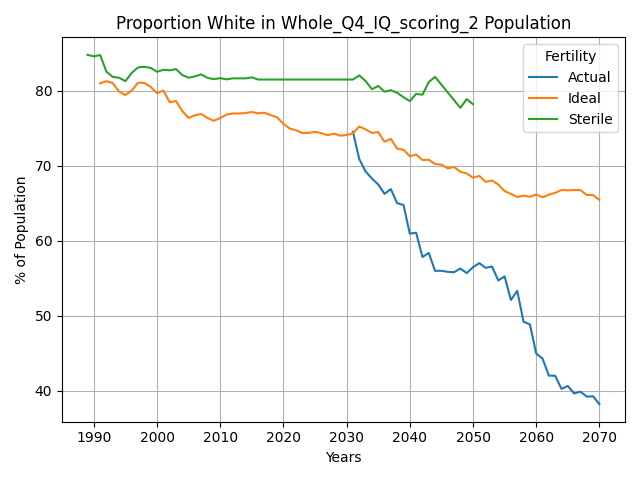 Proportion White in Whole_Q4_IQ_scoring_2 Population
Fertility
Actual
Ideal
Sterile
% of Population
80
70
60
50
40
1990 2000 2010 2020 2030 2040 2050 2060 2070
Years